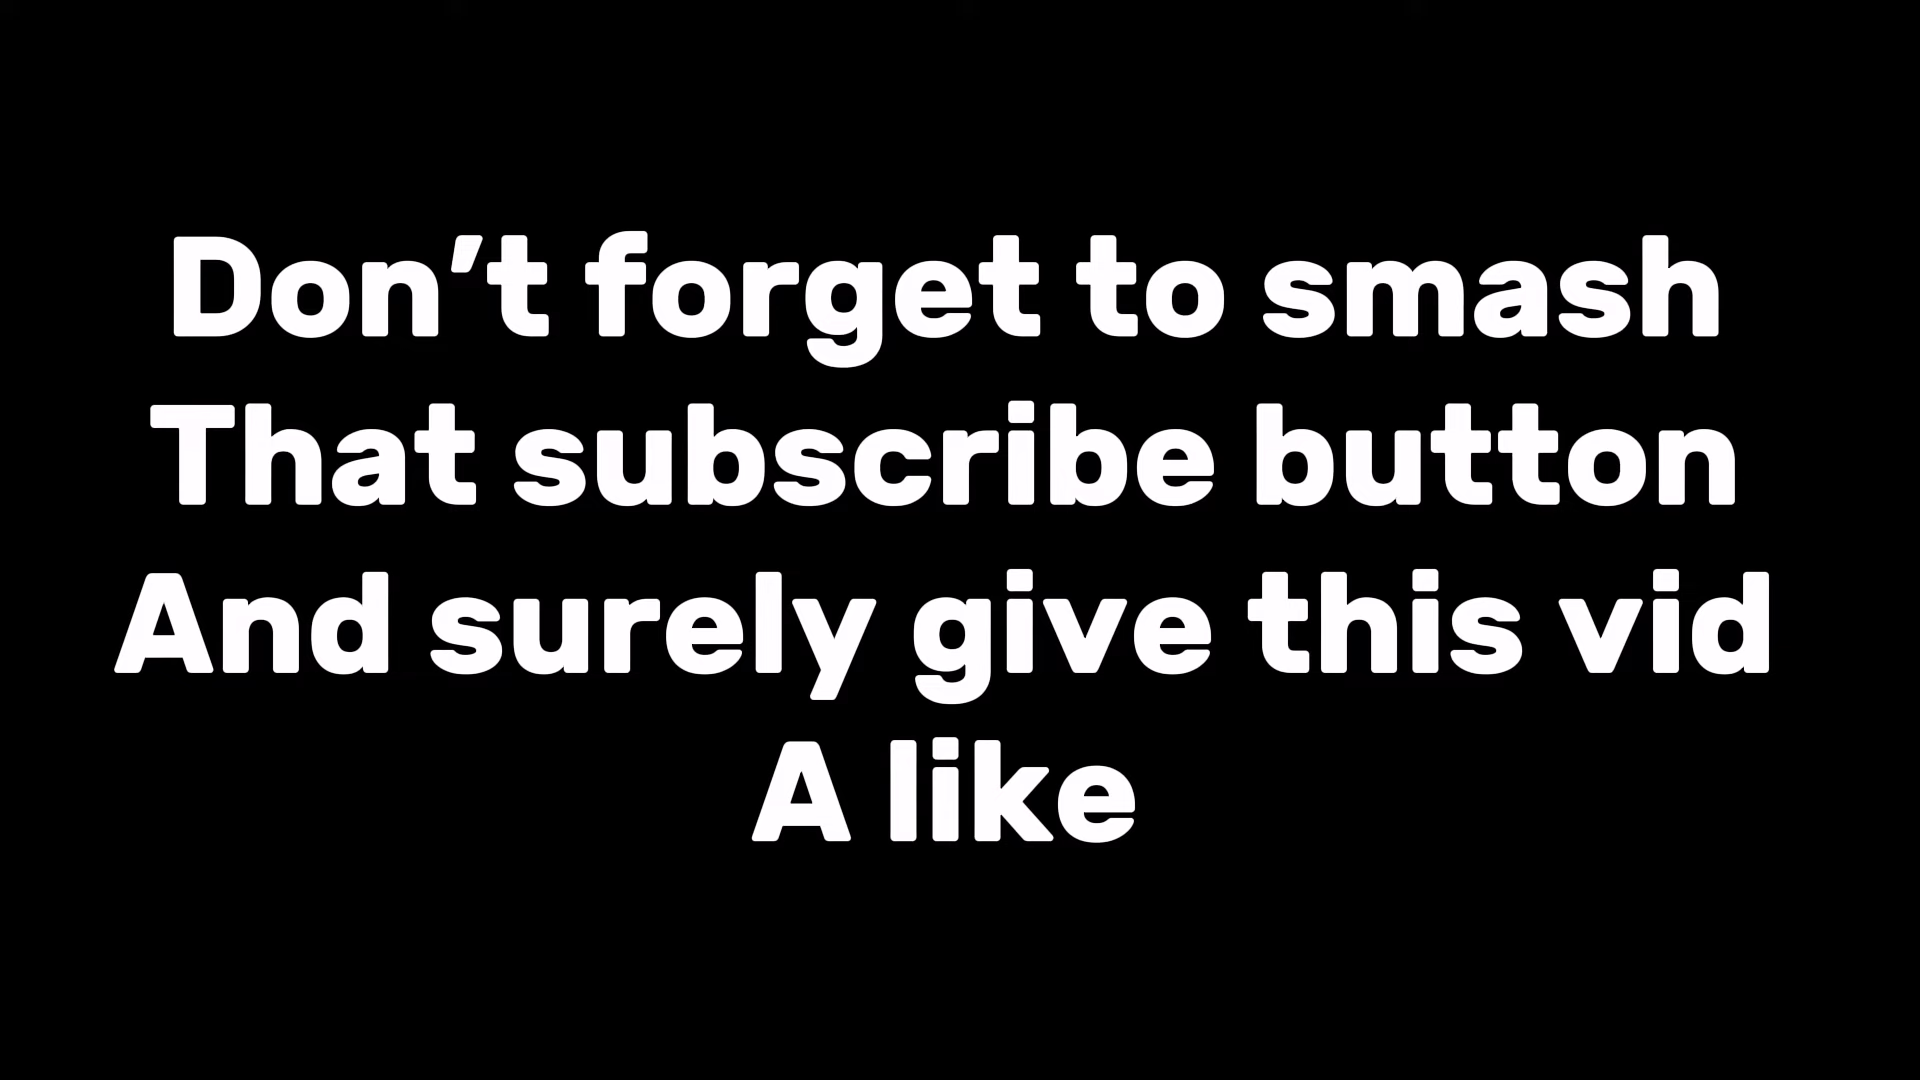 Don’t forget to smash
That subscribe button
And surely give this vid
A like